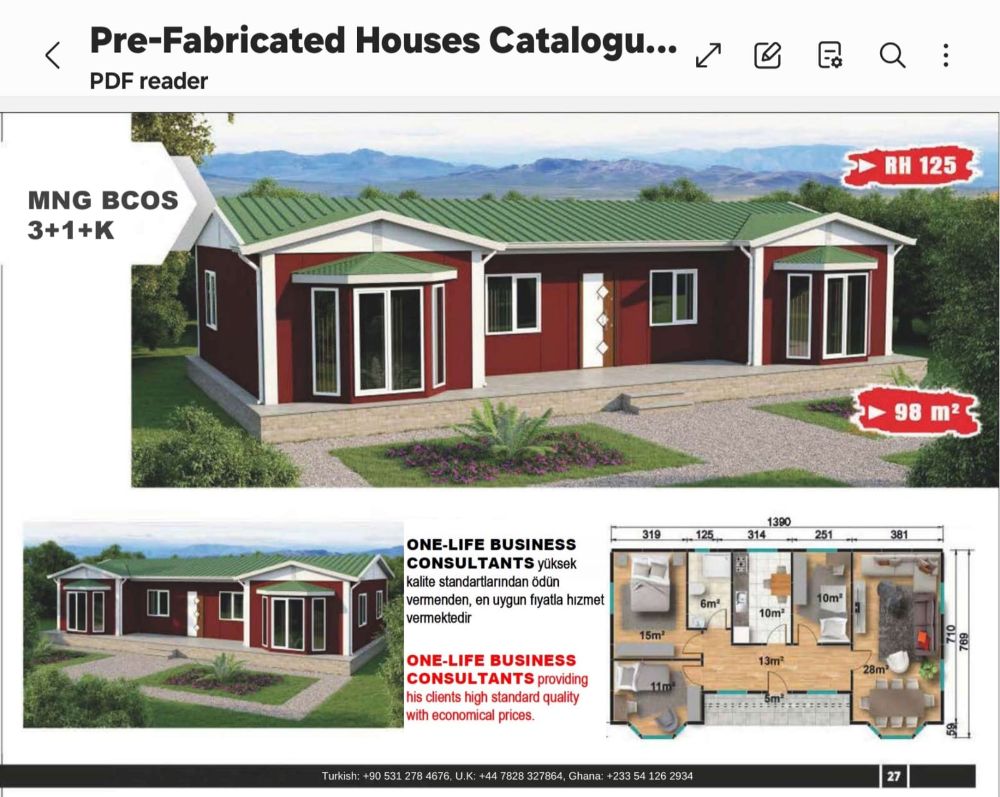 Pre-Fabricated Houses Catalogu...
PDF reader
MNG BCOS
3+1+K
RH 125
98 m²
ONE-LIFE BUSINESS
CONSULTANTS yüksek
kalite standartlarından ödün
vermenden, en uygun fiyatla hızmet
vermektedir
ONE-LIFE BUSINESS
CONSULTANTS providing
his clients high standard quality
with economical prices.
1390
319 125 314 251 381
6m²
10m²
10m²
15m²
13m²
28m²
11m²
5m²
710
789
59
Turkish: +90 531 278 4676, U.K: +44 7828 327864, Ghana: +233 54 126 2934
27